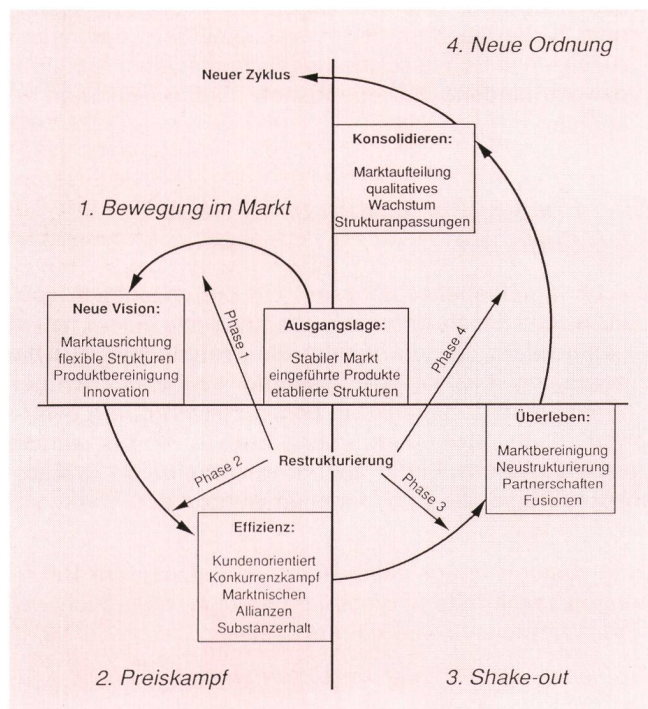 4. Neue Ordnung
Neuer Zyklus
Konsolidieren:
Marktaufteilung
qualitatives
Wachstum
Strukturanpassungen
1. Bewegung im Markt
Neue Vision:
Marktausrichtung
flexible Strukturen
Produktbereinigung
Innovation
Phase 1
Ausgangslage:
Stabiler Markt
eingeführte Produkte
etablierte Strukturen
Phase 4
Überleben:
Marktbereinigung
Neustrukturierung
Partnerschaften
Fusionen
Restrukturierung
Phase 2
Phase 3
Effizienz:
Kundenorientiert
Konkurrenzkampf
Marktnischen
Allianzen
Substanzerhalt
2. Preiskampf
3. Shake-out